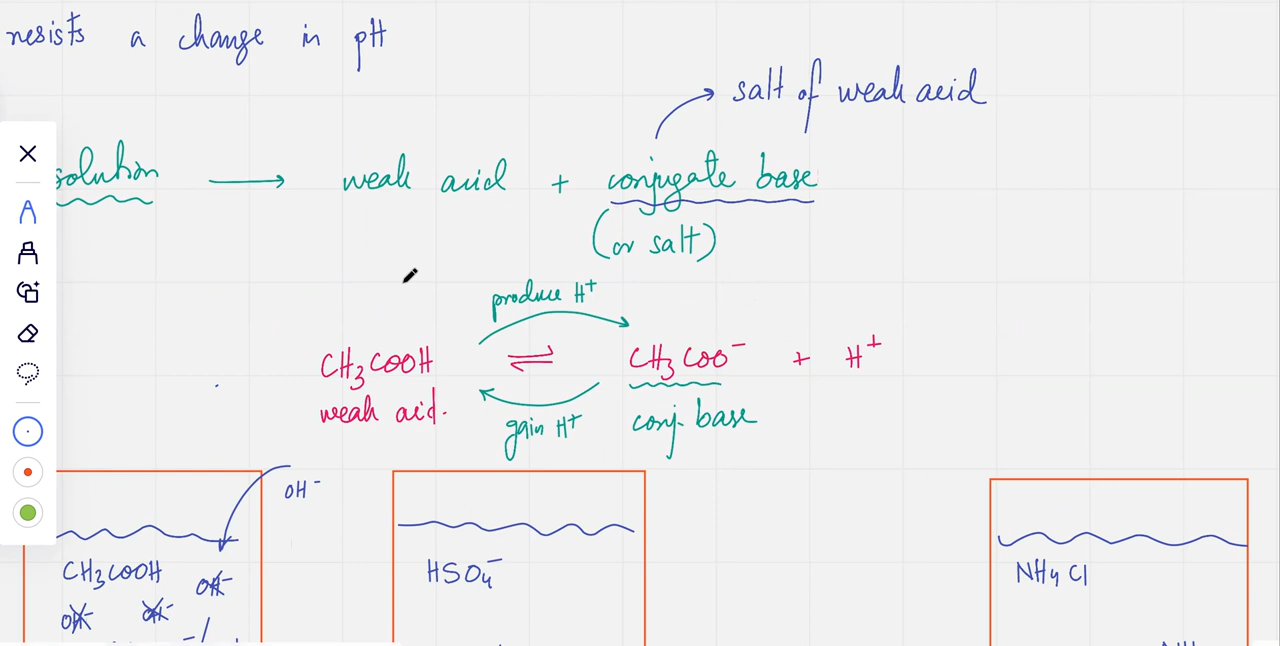 resists a change in pH
salt of weak acid
solution → weak acid + conjugate base
(or salt)
produce H⁺
CH₃COOH ⇌ CH₃COO⁻ + H⁺
weak aid.
gain H⁺
conj. base
OH⁻
CH₃COOH OH⁻
OH⁻ OH⁻
HSO₄⁻
NH₄Cl